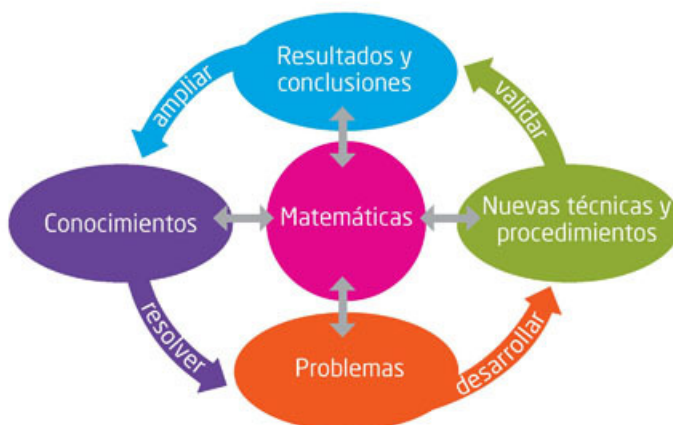 Resultados y
conclusiones
ampliar
validar
Conocimientos
Matemáticas
Nuevas técnicas y
procedimientos
resolver
Problemas
desarrollar